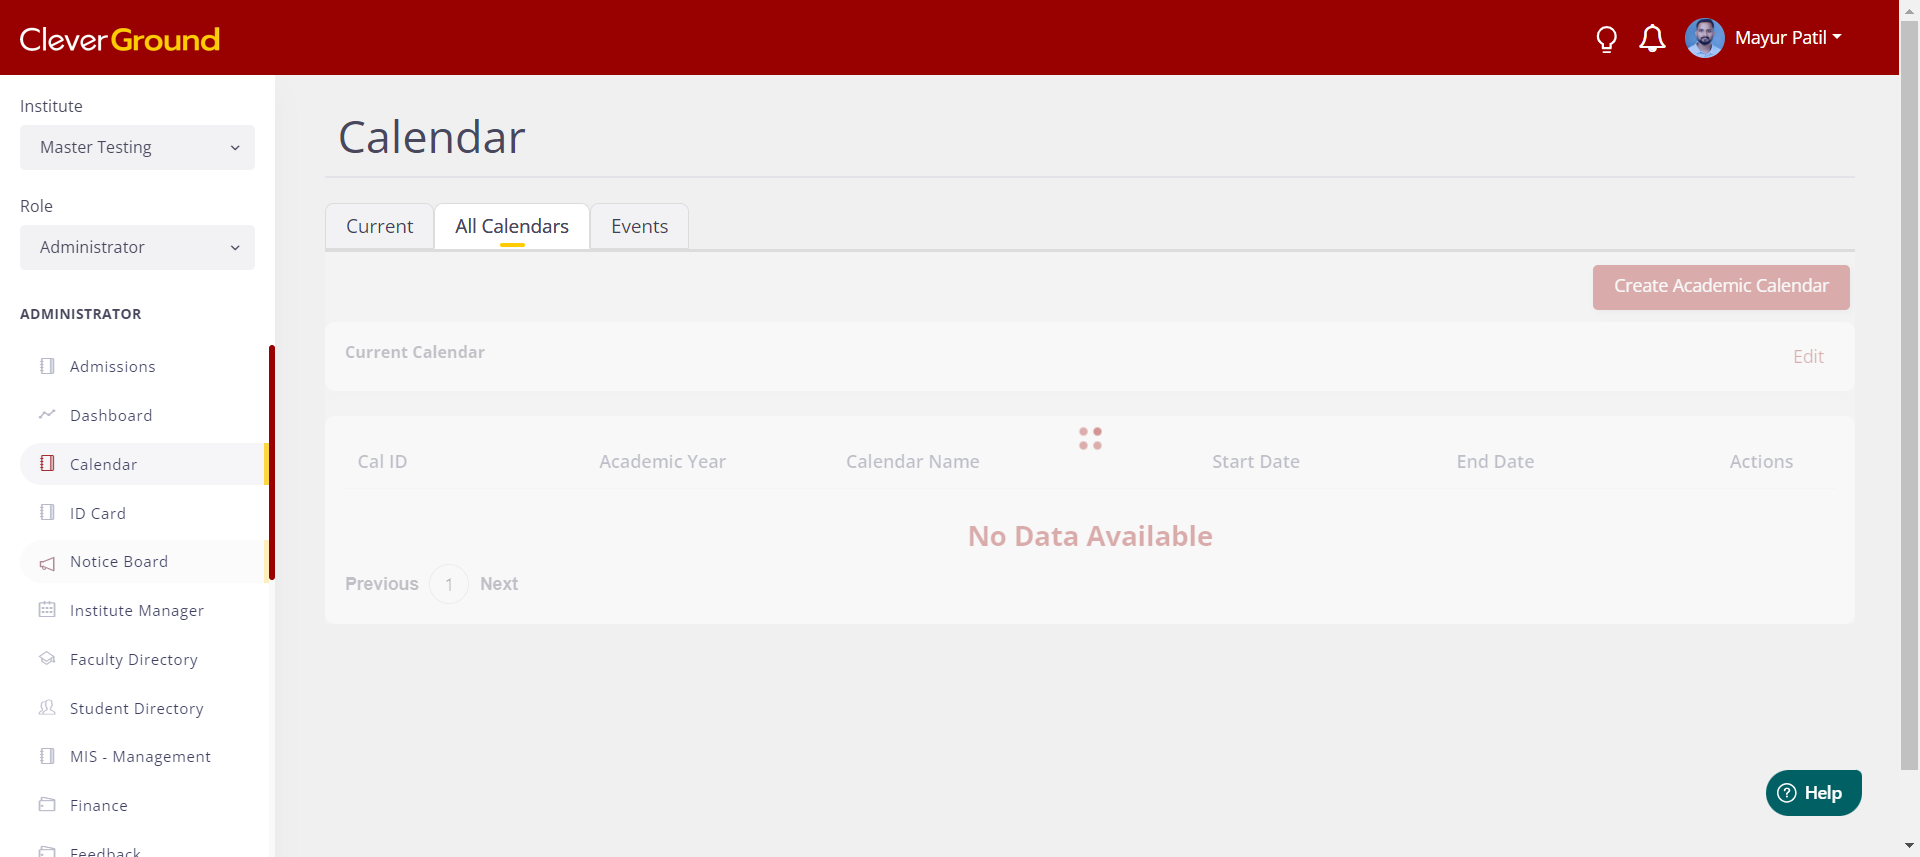 CleverGround
Mayur Patil
Institute
Master Testing
Role
Administrator
ADMINISTRATOR
Admissions
Dashboard
Calendar
ID Card
Notice Board
Institute Manager
Faculty Directory
Student Directory
MIS - Management
Finance
Feedback
Calendar
Current
All Calendars
Events
Create Academic Calendar
Current Calendar
Edit
Cal ID Academic Year Calendar Name Start Date End Date Actions
No Data Available
Previous 1 Next
Help